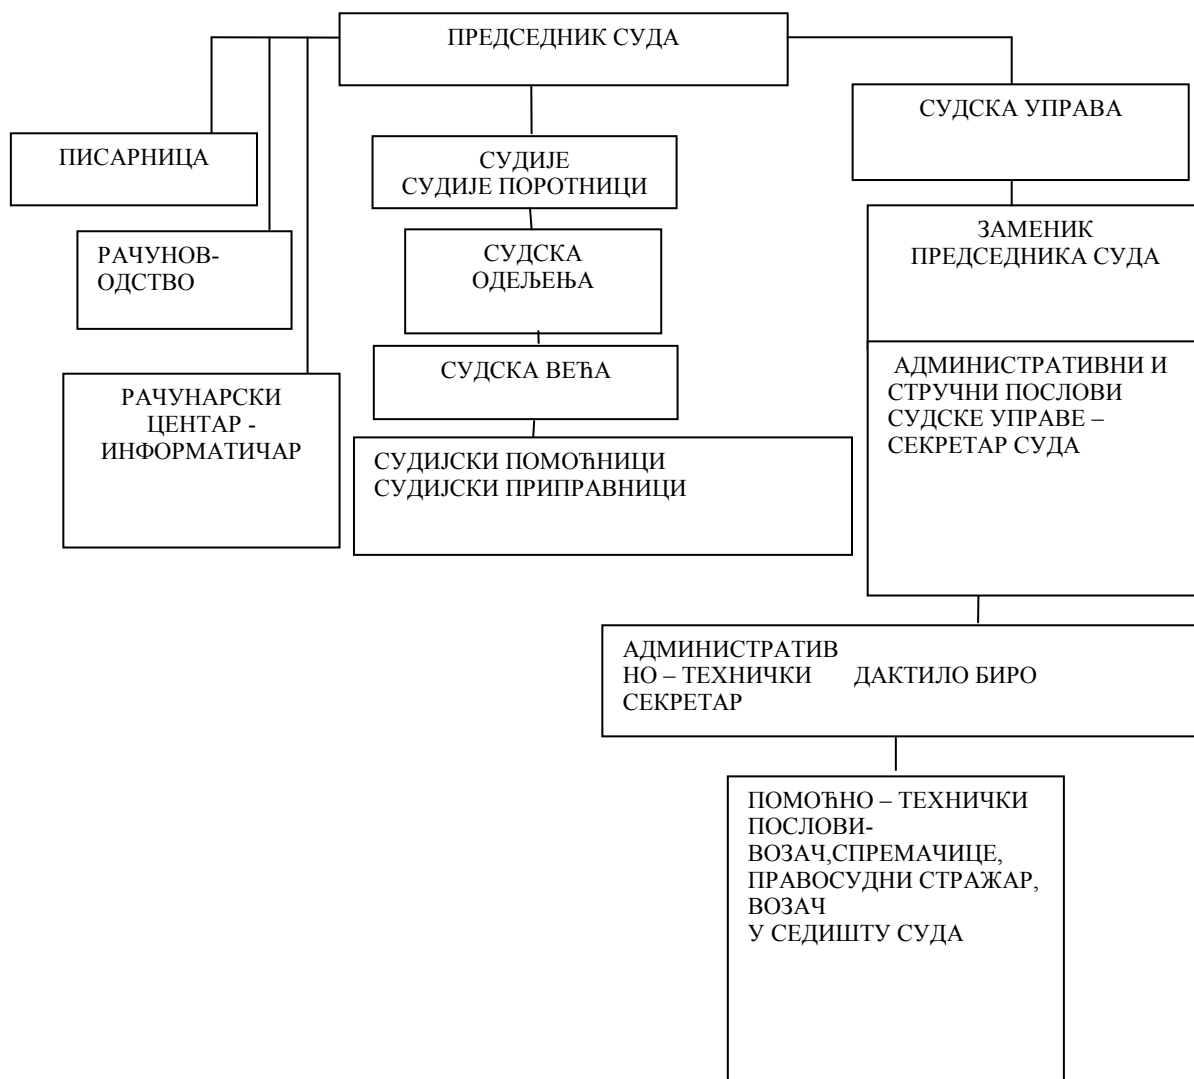 ПРЕДСЕДНИК СУДА
СУДСКА УПРАВА
ПИСАРНИЦА
СУДИЈЕ
СУДИЈЕ ПОРОТНИЦИ
ЗАМЕНИК
ПРЕДСЕДНИКА СУДА
РАЧУНОВ-
ОДСТВО
СУДСКА
ОДЕЉЕЊА
СУДСКА ВЕЋА
АДМИНИСТРАТИВНИ И
СТРУЧНИ ПОСЛОВИ
СУДСКЕ УПРАВЕ –
СЕКРЕТАР СУДА
РАЧУНАРСКИ
ЦЕНТАР -
ИНФОРМАТИЧАР
СУДИЈСКИ ПОМОЋНИЦИ
СУДИЈСКИ ПРИПРАВНИЦИ
АДМИНИСТРАТИВ
НО – ТЕХНИЧКИ ДАКТИЛО БИРО
СЕКРЕТАР
ПОМОЋНО – ТЕХНИЧКИ
ПОСЛОВИ-
ВОЗАЧ,СПРЕМАЧИЦЕ,
ПРАВОСУДНИ СТРАЖАР,
ВОЗАЧ
У СЕДИШТУ СУДА